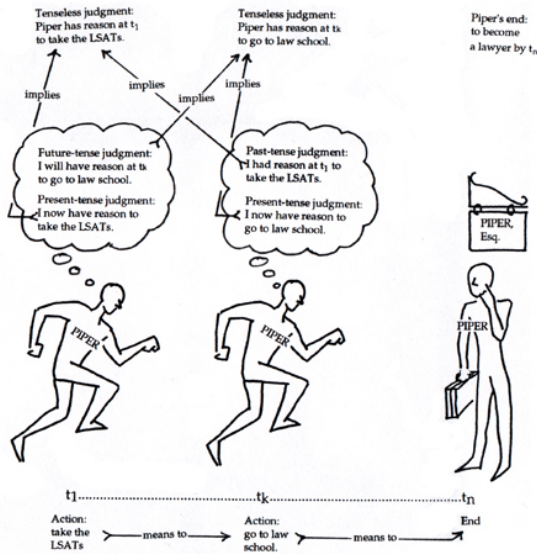 Tenseless judgment:
Piper has reason at t1
to take the LSATs.
Tenseless judgment:
Piper has reason at tk
to go to law school.
Piper's end:
to become
a lawyer by tn
implies
implies
implies
implies
Future-tense judgment:
I will have reason at tk
to go to law school.
Present-tense judgment:
I now have reason to
take the LSATs.
Past-tense judgment:
I had reason at t1 to
take the LSATs.
Present-tense judgment:
I now have reason to
go to law school.
PIPER,
Esq.
PIPER
PIPER
PIPER
t1
tk
tn
Action:
take the
LSATs
means to
Action:
go to law
school.
means to
End